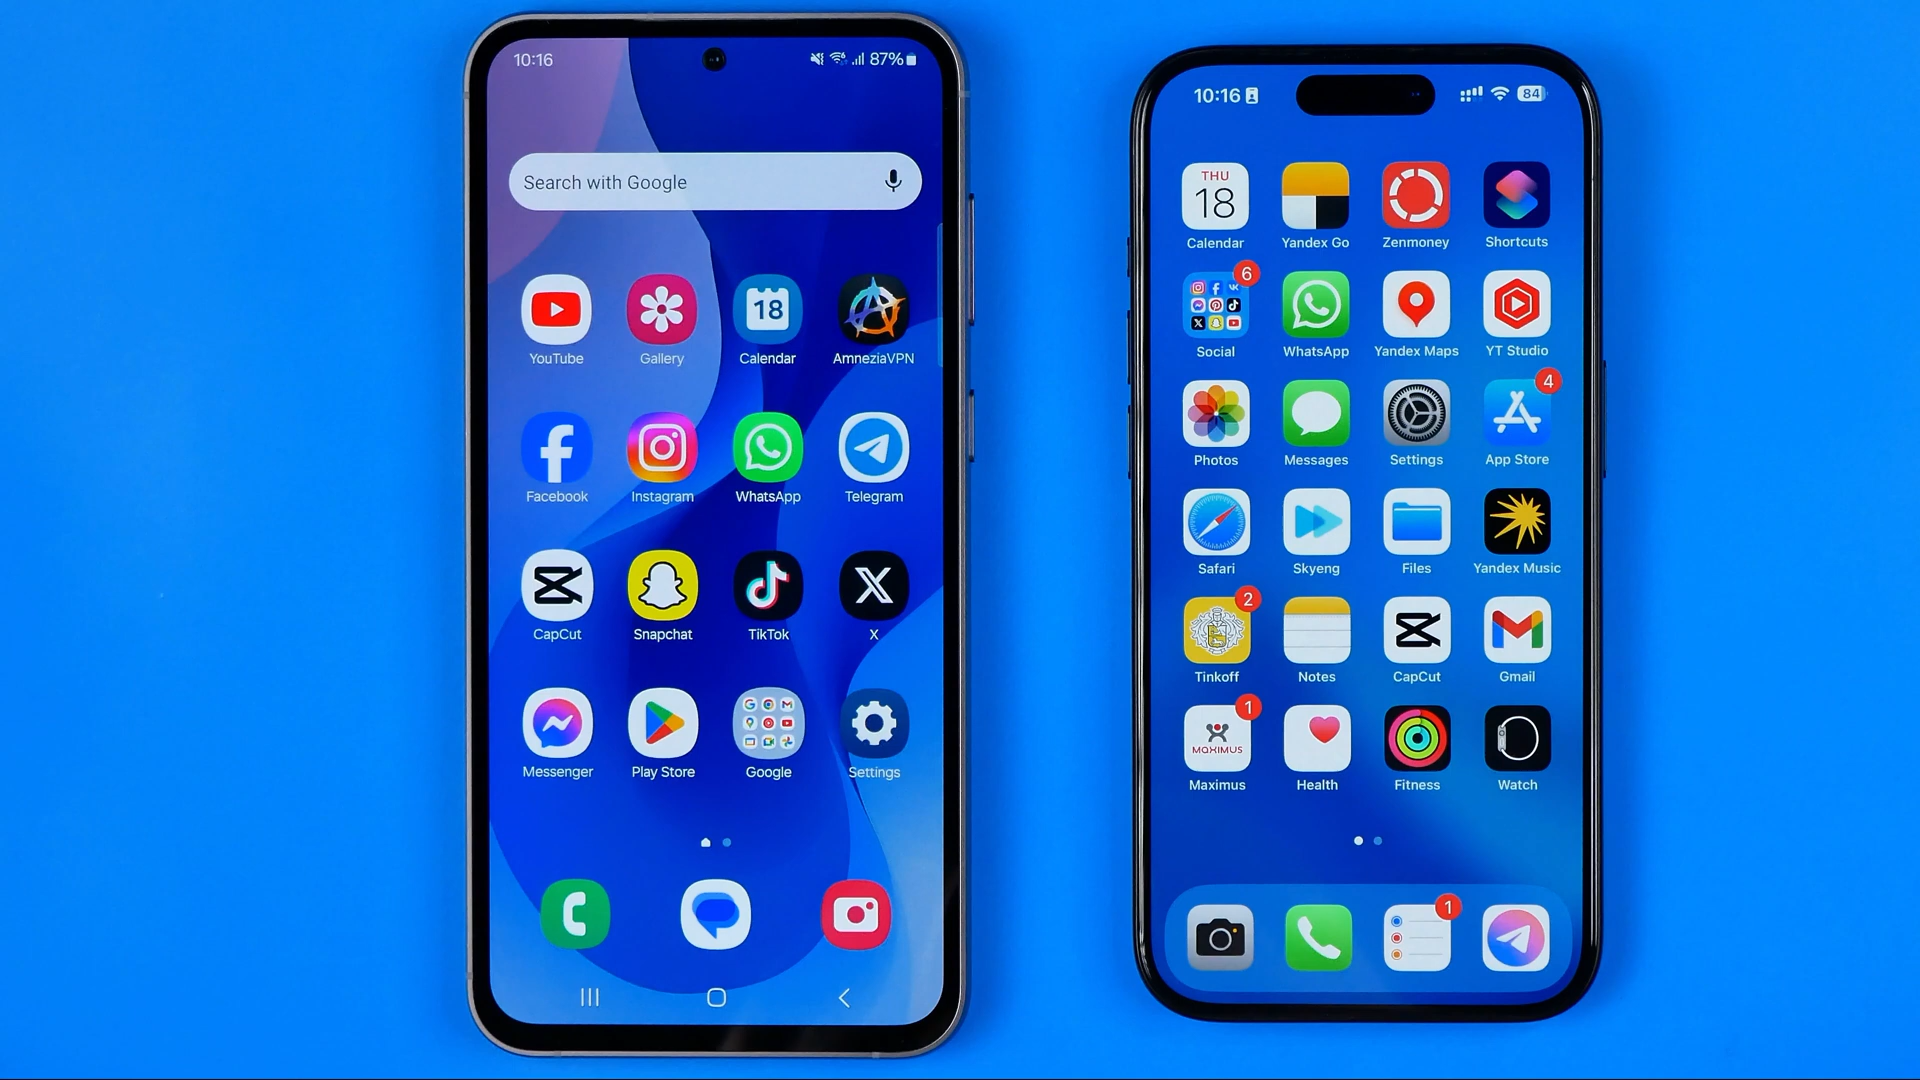 10:16
87%
Search with Google
18
YouTube
Gallery
Calendar
AmneziaVPN
Facebook
Instagram
WhatsApp
Telegram
CapCut
Snapchat
TikTok
X
Messenger
Play Store
Google
Settings
10:16
84
THU
18
Calendar
Yandex Go
Zenmoney
Shortcuts
6
Social
WhatsApp
Yandex Maps
YT Studio
4
Photos
Messages
Settings
App Store
Safari
Skyeng
Files
Yandex Music
2
Tinkoff
Notes
CapCut
Gmail
1
MAXIMUS
Maximus
Health
Fitness
Watch
1